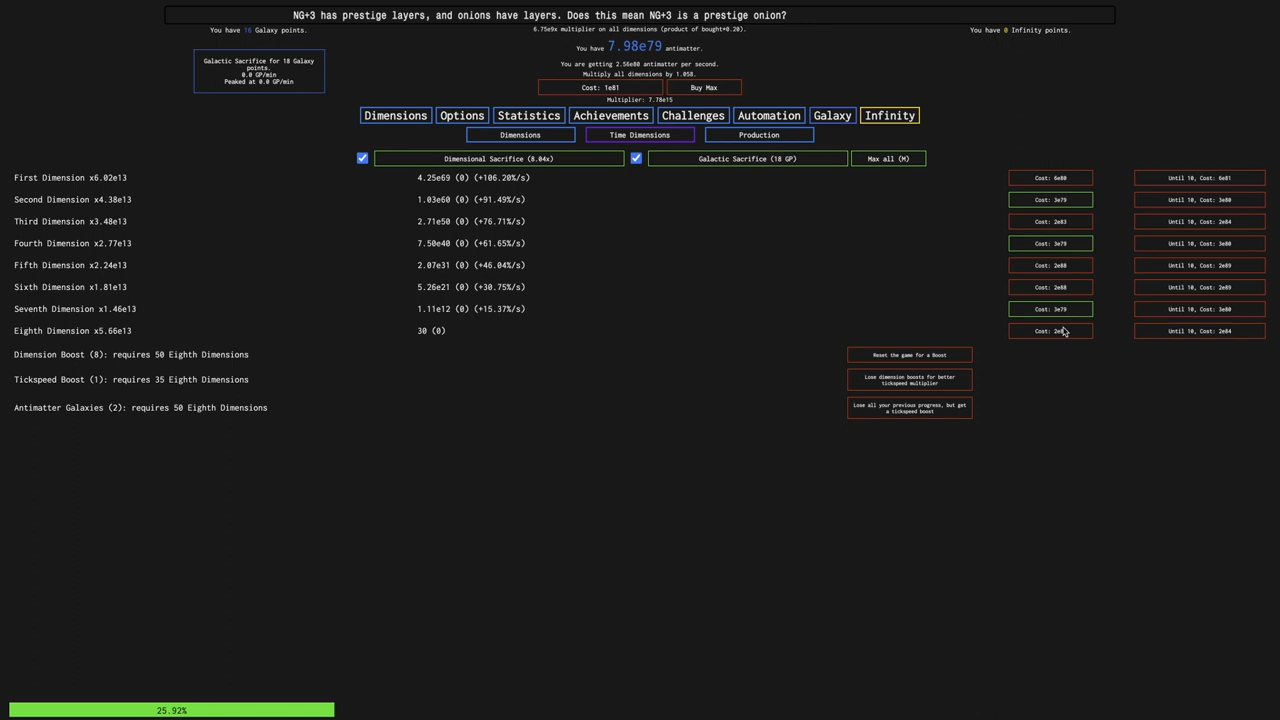 NG+3 has prestige layers, and onions have layers. Does this mean NG+3 is a prestige onion?
You have 16 Galaxy points.
6.75e9x multiplier on all dimensions (product of bought*0.20).
You have 0 Infinity points.
You have 7.98e79 antimatter.
Galactic Sacrifice for 18 Galaxy
points.
0.0 GP/min
Peaked at 0.0 GP/min
You are getting 2.56e80 antimatter per second.
Multiply all dimensions by 1.058.
Cost: 1e81
Buy Max
Multiplier: 7.78e15
Dimensions
Options
Statistics
Achievements
Challenges
Automation
Galaxy
Infinity
Dimensions
Time Dimensions
Production
Dimensional Sacrifice (8.04x)
Galactic Sacrifice (18 GP)
Max all (M)
First Dimension x6.02e13
4.25e69 (0) (+106.20%/s)
Cost: 6e80
Until 10, Cost: 6e81
Second Dimension x4.38e13
1.03e60 (0) (+91.49%/s)
Cost: 3e79
Until 10, Cost: 3e80
Third Dimension x3.48e13
2.71e50 (0) (+76.71%/s)
Cost: 2e83
Until 10, Cost: 2e84
Fourth Dimension x2.77e13
7.50e40 (0) (+61.65%/s)
Cost: 3e79
Until 10, Cost: 3e80
Fifth Dimension x2.24e13
2.07e31 (0) (+46.04%/s)
Cost: 2e88
Until 10, Cost: 2e89
Sixth Dimension x1.81e13
5.26e21 (0) (+30.75%/s)
Cost: 2e88
Until 10, Cost: 2e89
Seventh Dimension x1.46e13
1.11e12 (0) (+15.37%/s)
Cost: 3e79
Until 10, Cost: 3e80
Eighth Dimension x5.66e13
30 (0)
Cost:
Until 10, Cost: 2e84
Dimension Boost (8): requires 50 Eighth Dimensions
Reset the game for a Boost
Tickspeed Boost (1): requires 35 Eighth Dimensions
Lose dimension boosts for better
tickspeed multiplier
Antimatter Galaxies (2): requires 50 Eighth Dimensions
Lose all your previous progress, but get
a tickspeed boost
25.92%